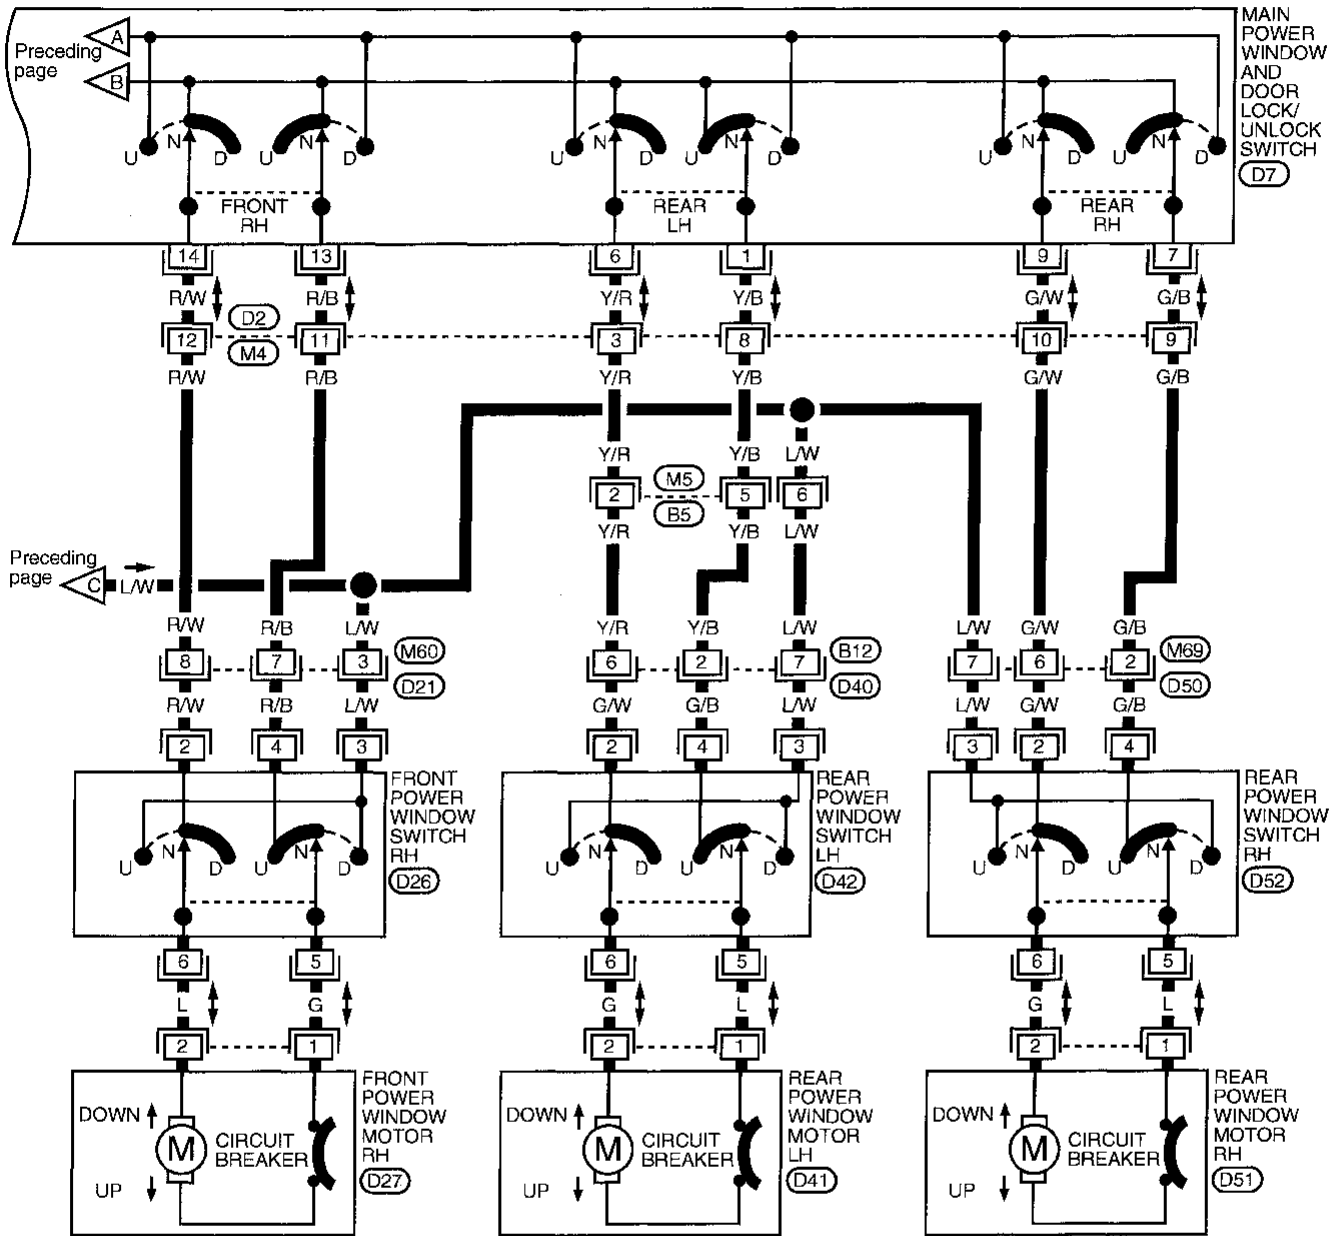 MAIN
POWER
WINDOW
AND
DOOR
LOCK/
UNLOCK
SWITCH
D7
Preceding
page
A
B
U N D U N D U N D U N D U N D U N D
FRONT
RH
REAR
LH
REAR
RH
14 13 6 1 9 7
R/W R/B Y/R Y/B G/W G/B
D2
12 11 3 8 10 9
M4
R/W R/B Y/R Y/B G/W G/B
Y/R Y/B L/W
M5
2 5 6
B5
Y/R Y/B L/W
Preceding
page
C L/W
R/W R/B L/W Y/R Y/B L/W L/W G/W G/B
M60 B12 M69
8 7 3 6 2 7 7 6 2
D21 D40 D50
R/W R/B L/W G/W G/B L/W L/W G/W G/B
2 4 3 2 4 3 3 2 4
FRONT
POWER
WINDOW
SWITCH
RH
D26
REAR
POWER
WINDOW
SWITCH
LH
D42
REAR
POWER
WINDOW
SWITCH
RH
D52
U N D U N D U N D U N D U N D U N D
6 5 6 5 6 5
L G G L G L
2 1 2 1 2 1
DOWN
M
CIRCUIT
BREAKER
UP
FRONT
POWER
WINDOW
MOTOR
RH
D27
DOWN
M
CIRCUIT
BREAKER
UP
REAR
POWER
WINDOW
MOTOR
LH
D41
DOWN
M
CIRCUIT
BREAKER
UP
REAR
POWER
WINDOW
MOTOR
RH
D51